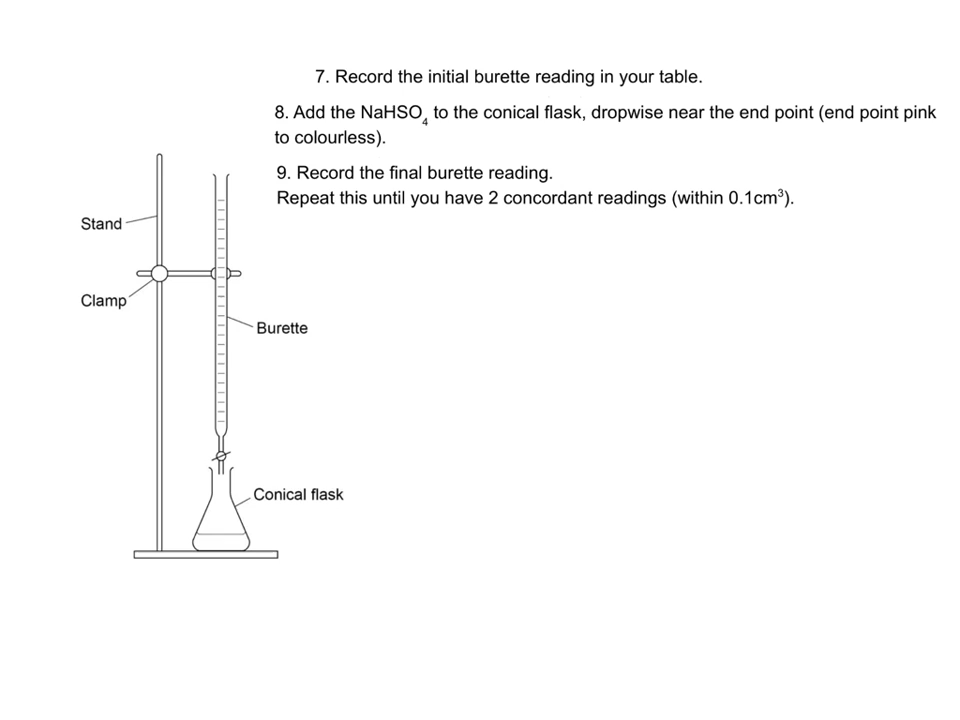 7. Record the initial burette reading in your table.
8. Add the NaHSO₄ to the conical flask, dropwise near the end point (end point pink
to colourless).
9. Record the final burette reading.
Repeat this until you have 2 concordant readings (within 0.1cm³).
Stand
Clamp
Burette
Conical flask